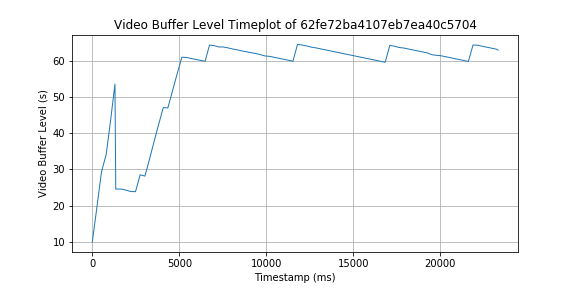 Video Buffer Level Timeplot of 62fe72ba4107eb7ea40c5704
Video Buffer Level (s)
60
50
40
30
20
10
0 5000 10000 15000 20000
Timestamp (ms)